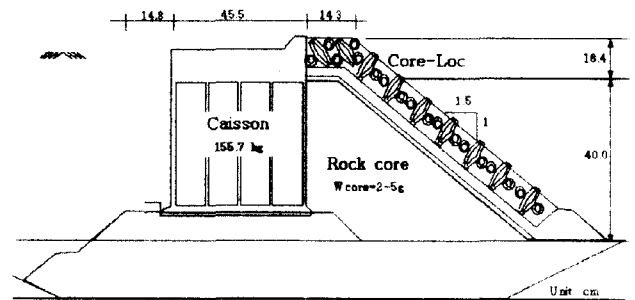 14.8 45.5 14.3
Core-Loc
18.4
1.5
1
Caisson
155.7 kg
Rock core
Wcore=2-5g
40.0
Unit cm